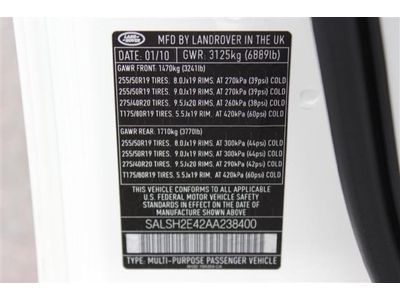 LAND ROVER
MFD BY LANDROVER IN THE UK
01/10 GWR: 3125kg (6889lb)
GAWR FRONT: 1470kg (3241lb)
255/50R19 TIRES, 8.0Jx19 RIMS, AT 270kPa (39psi) COLD
255/50R19 TIRES, 9.0Jx19 RIMS, AT 270kPa (39psi) COLD
275/40R20 TIRES, 9.5Jx20 RIMS, AT 260kPa (38psi) COLD
T175/80R19 TIRES, 5.5Jx19 RIMS, AT 420kPa (60psi) COLD
GAWR REAR: 1710kg (3770lb)
255/50R19 TIRES, 8.0Jx19 RIMS, AT 300kPa (44psi) COLD
255/50R19 TIRES, 9.0Jx19 RIMS, AT 300kPa (44psi) COLD
275/40R20 TIRES, 9.5Jx20 RIMS, AT 290kPa (42psi) COLD
T175/80R19 TIRES, 5.5Jx19 RIMS, AT 420kPa (60psi) COLD
THIS VEHICLE CONFORMS TO ALL APPLICABLE
U.S. FEDERAL MOTOR VEHICLE SAFETY STANDARDS
IN EFFECT ON THE DATE OF MANUFACTURE SHOWN ABOVE.
SALSH2E42AA238400
TYPE: MULTI-PURPOSE PASSENGER VEHICLE